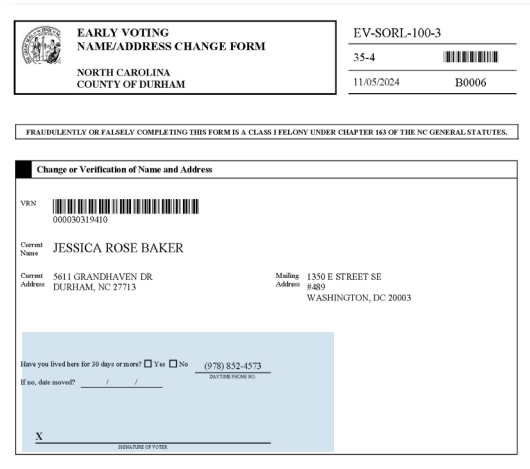 EARLY VOTING
NAME/ADDRESS CHANGE FORM
NORTH CAROLINA
COUNTY OF DURHAM
EV-SORL-100-3
35-4
11/05/2024 B0006
FRAUDULENTLY OR FALSELY COMPLETING THIS FORM IS A CLASS I FELONY UNDER CHAPTER 163 OF THE NC GENERAL STATUTES.
Change or Verification of Name and Address
VRN
000030319410
Current Name JESSICA ROSE BAKER
Current Address 5611 GRANDHAVEN DR
DURHAM, NC 27713
Mailing Address 1350 E STREET SE
#489
WASHINGTON, DC 20003
Have you lived here for 30 days or more? ☐ Yes ☐ No (978) 852-4573
DAYTIME PHONE NO.
If no, date moved? ____/____/____
X
SIGNATURE OF VOTER